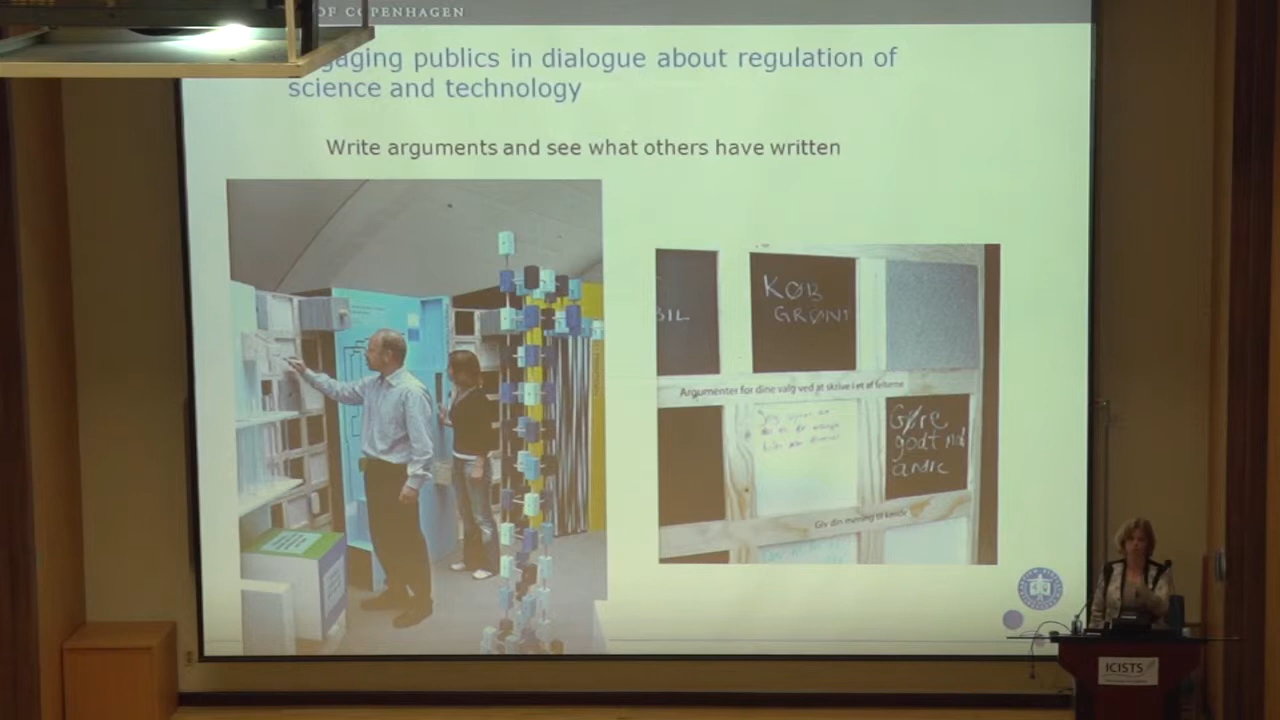 OF COPENHAGEN
gaging publics in dialogue about regulation of
science and technology
Write arguments and see what others have written
BIL
KØB
GRØNT
Argumenter for dine valg ved at skrive i et af felterne
Gøre
godt mod
andre
Giv din mening til kende
ICISTS